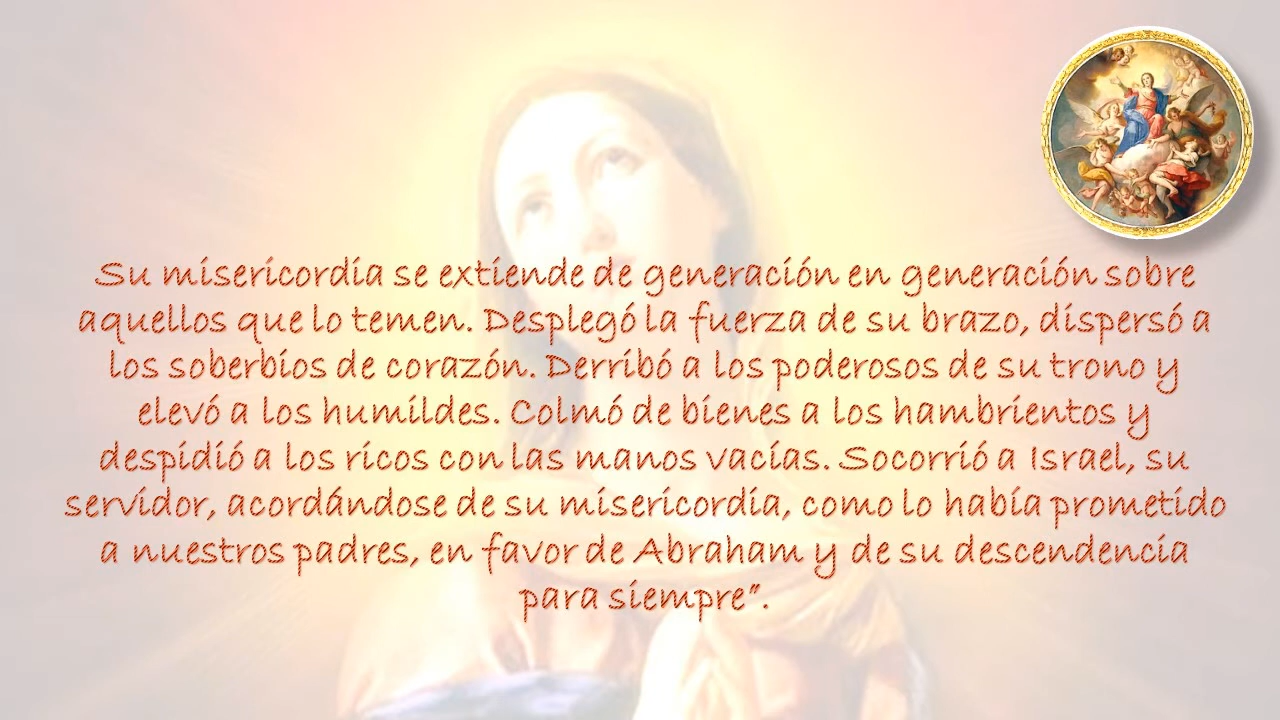 Su misericordia se extiende de generación en generación sobre
aquellos que lo temen. Desplegó la fuerza de su brazo, dispersó a
los soberbios de corazón. Derribó a los poderosos de su trono y
elevó a los humildes. Colmó de bienes a los hambrientos y
despidió a los ricos con las manos vacías. Socorrió a Israel, su
servidor, acordándose de su misericordia, como lo había prometido
a nuestros padres, en favor de Abraham y de su descendencia
para siempre”.